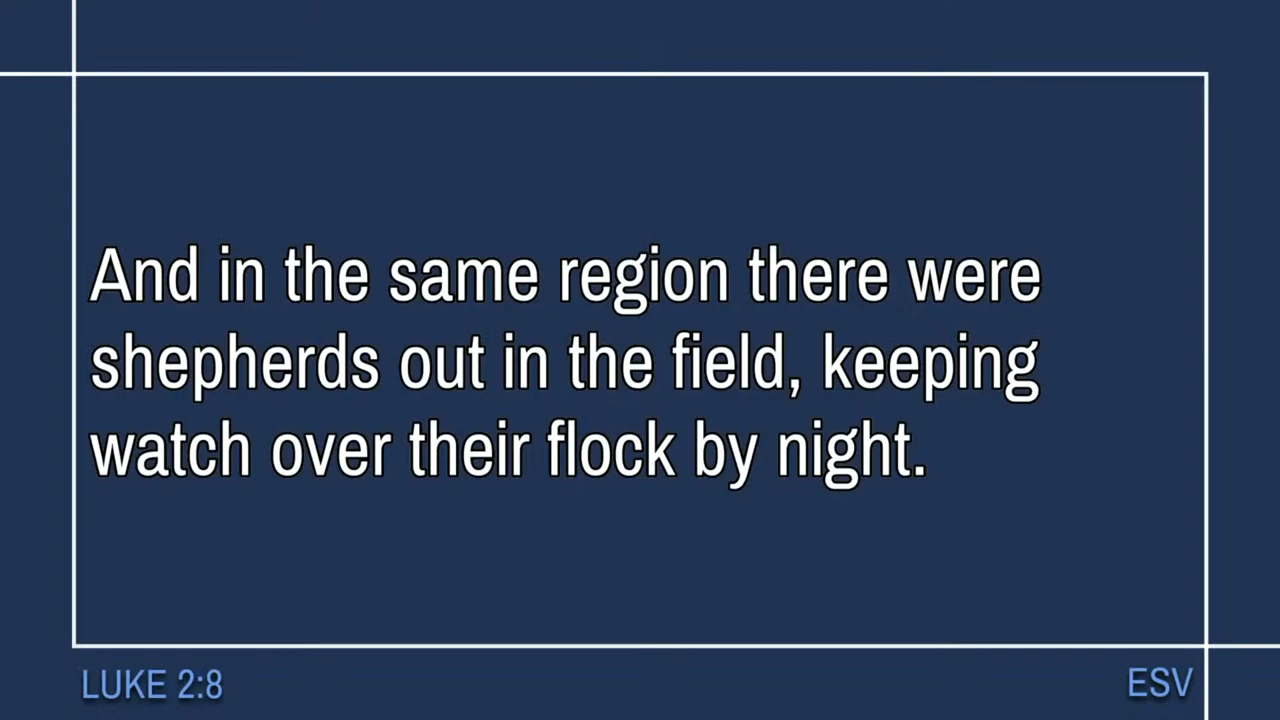 And in the same region there were
shepherds out in the field, keeping
watch over their flock by night.
LUKE 2:8
ESV